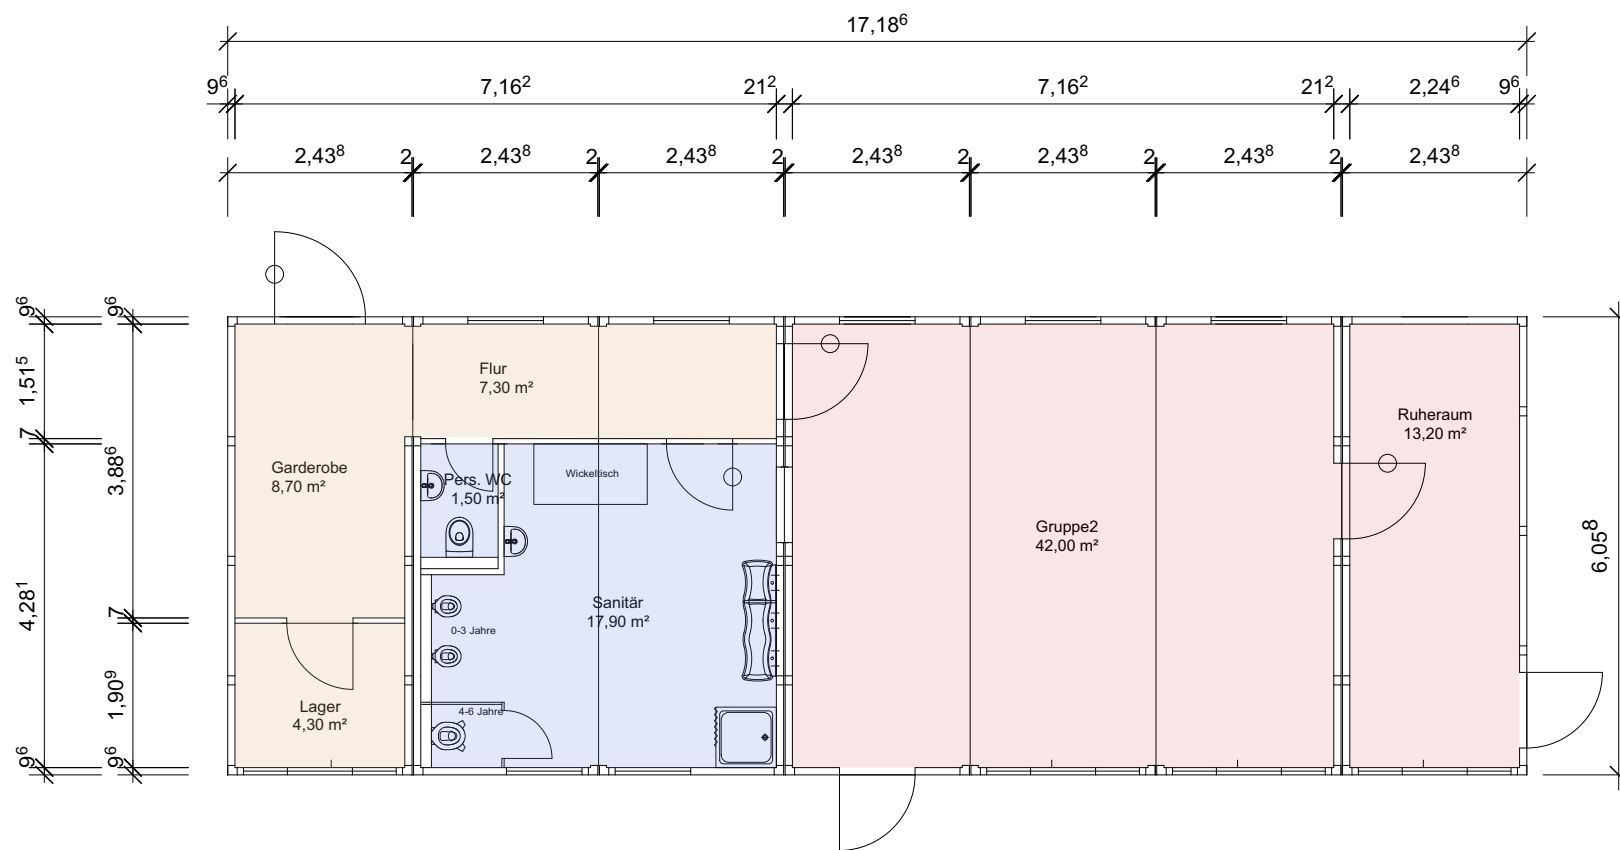 17,18⁶
9⁶ 7,16² 21² 7,16² 21² 2,24⁶ 9⁶
2,43⁸ 2 2,43⁸ 2 2,43⁸ 2 2,43⁸ 2 2,43⁸ 2 2,43⁸ 2 2,43⁸
9⁶
1,51⁵
7
4,28¹
9⁶
9⁶
3,88⁶
7
1,90⁹
9⁶
Flur
7,30 m²
Garderobe
8,70 m²
Pers. WC
1,50 m²
Wickeltisch
Sanitär
17,90 m²
0-3 Jahre
4-6 Jahre
Lager
4,30 m²
Gruppe2
42,00 m²
Ruheraum
13,20 m²
6,05⁸